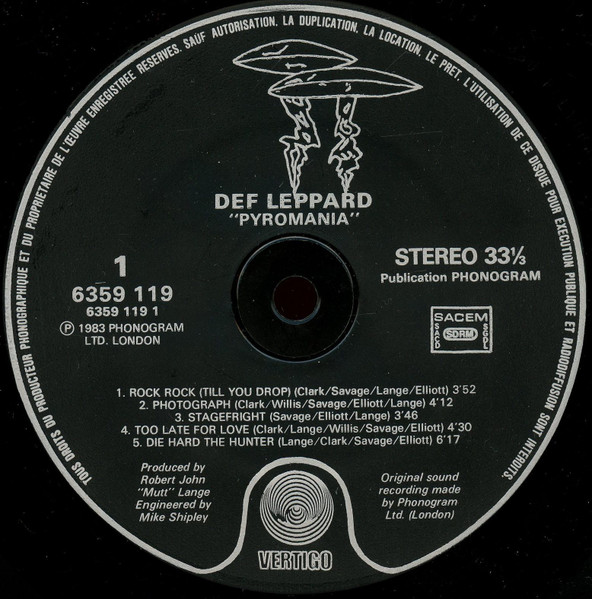 TOUS DROITS DU PRODUCTEUR PHONOGRAPHIQUE ET DU PROPRIETAIRE DE L'ŒUVRE ENREGISTREE RESERVES. SAUF AUTORISATION. LA DUPLICATION. LA LOCATION. LE PRET. L'UTILISATION DE CE DISQUE POUR EXECUTION PUBLIQUE ET RADIODIFFUSION SONT INTERDITS.
DEF LEPPARD
"PYROMANIA"
1
6359 119
6359 119 1
Ⓟ 1983 PHONOGRAM
LTD. LONDON
STEREO 33⅓
Publication PHONOGRAM
SACEM
SACD
SDRM
SGDL
1. ROCK ROCK (TILL YOU DROP) (Clark/Savage/Lange/Elliott) 3'52
2. PHOTOGRAPH (Clark/Willis/Savage/Elliott/Lange) 4'12
3. STAGEFRIGHT (Savage/Elliott/Lange) 3'46
4. TOO LATE FOR LOVE (Clark/Lange/Willis/Savage/Elliott) 4'30
5. DIE HARD THE HUNTER (Lange/Clark/Savage/Elliott) 6'17
Produced by
Robert John
"Mutt" Lange
Engineered by
Mike Shipley
Original sound
recording made
by Phonogram
Ltd. (London)
VERTIGO